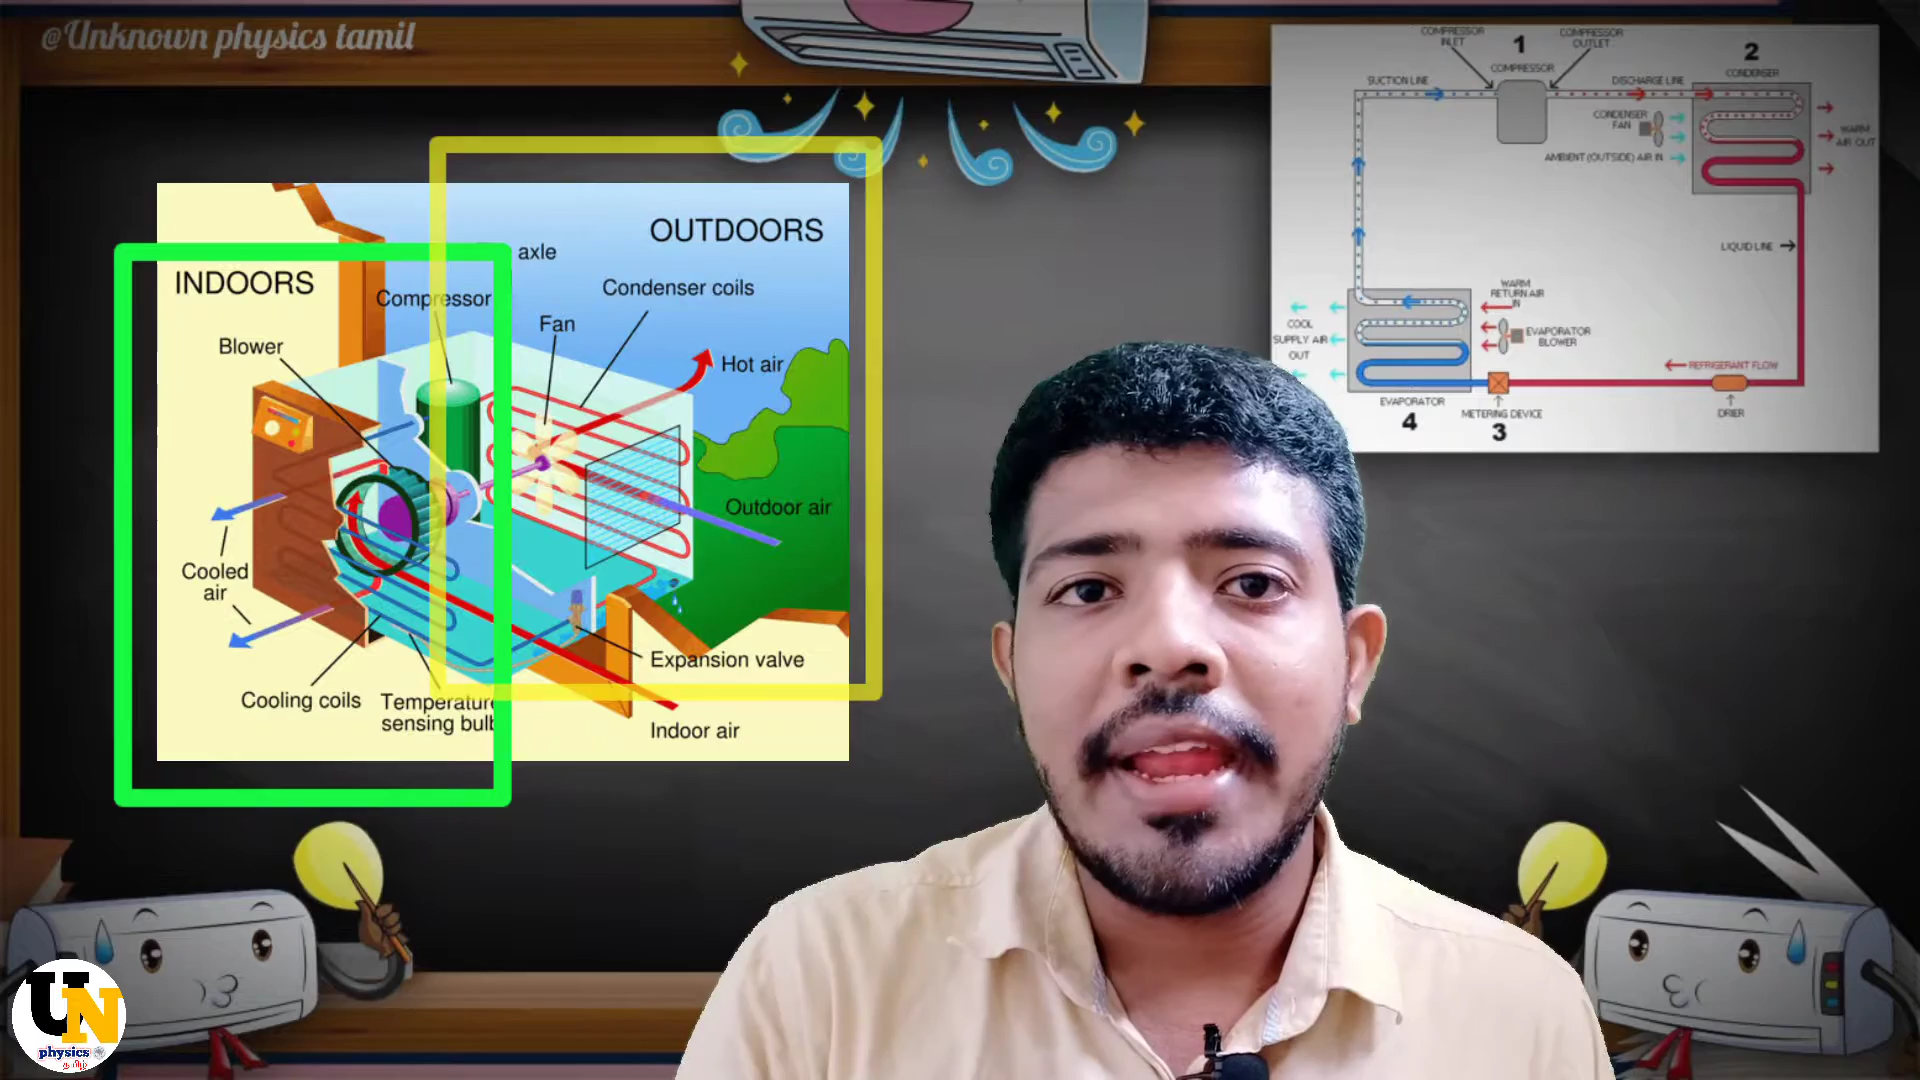 @Unknown physics tamil
OUTDOORS
axle
INDOORS
Compressor
Condenser coils
Fan
Blower
Hot air
Outdoor air
Cooled
air
Expansion valve
Cooling coils
Temperature
sensing bulb
Indoor air
COMPRESSOR
INLET
1
COMPRESSOR
OUTLET
2
COMPRESSOR
CONDENSER
SUCTION LINE
DISCHARGE LINE
CONDENSER
FAN
WARM
AIR OUT
AMBIENT (OUTSIDE) AIR IN
LIQUID LINE
WARM
RETURN AIR
IN
COOL
SUPPLY AIR
OUT
EVAPORATOR
BLOWER
REFRIGERANT FLOW
EVAPORATOR
4
METERING DEVICE
3
DRIER
UN
physics
தமிழ்